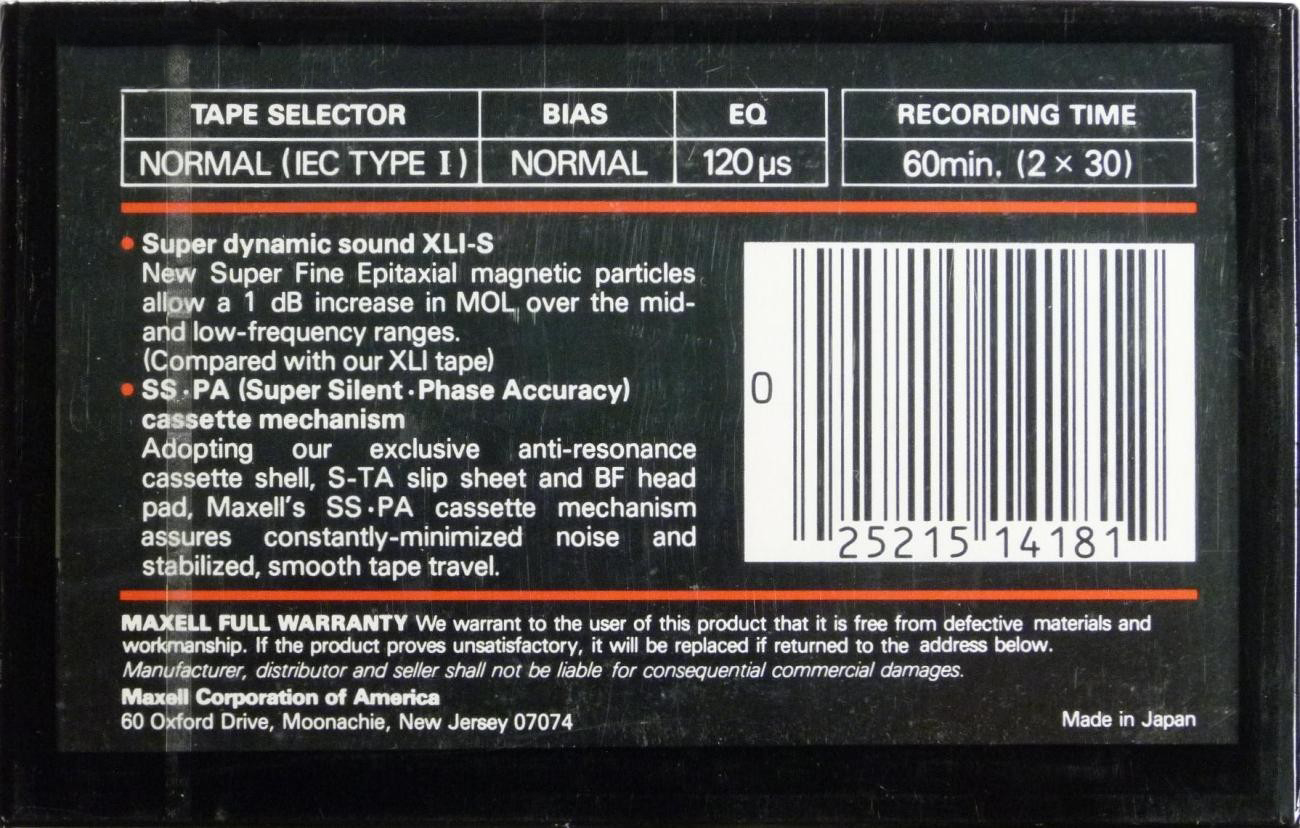 TAPE SELECTOR BIAS EQ RECORDING TIME
NORMAL (IEC TYPE I) NORMAL 120 μs 60min. (2 × 30)
• Super dynamic sound XLI-S
New Super Fine Epitaxial magnetic particles
allow a 1 dB increase in MOL over the mid-
and low-frequency ranges.
(Compared with our XLI tape)
• SS·PA (Super Silent·Phase Accuracy)
cassette mechanism
Adopting our exclusive anti-resonance
cassette shell, S-TA slip sheet and BF head
pad, Maxell's SS·PA cassette mechanism
assures constantly-minimized noise and
stabilized, smooth tape travel.
0
25215 14181
MAXELL FULL WARRANTY We warrant to the user of this product that it is free from defective materials and
workmanship. If the product proves unsatisfactory, it will be replaced if returned to the address below.
Manufacturer, distributor and seller shall not be liable for consequential commercial damages.
Maxell Corporation of America
60 Oxford Drive, Moonachie, New Jersey 07074
Made in Japan